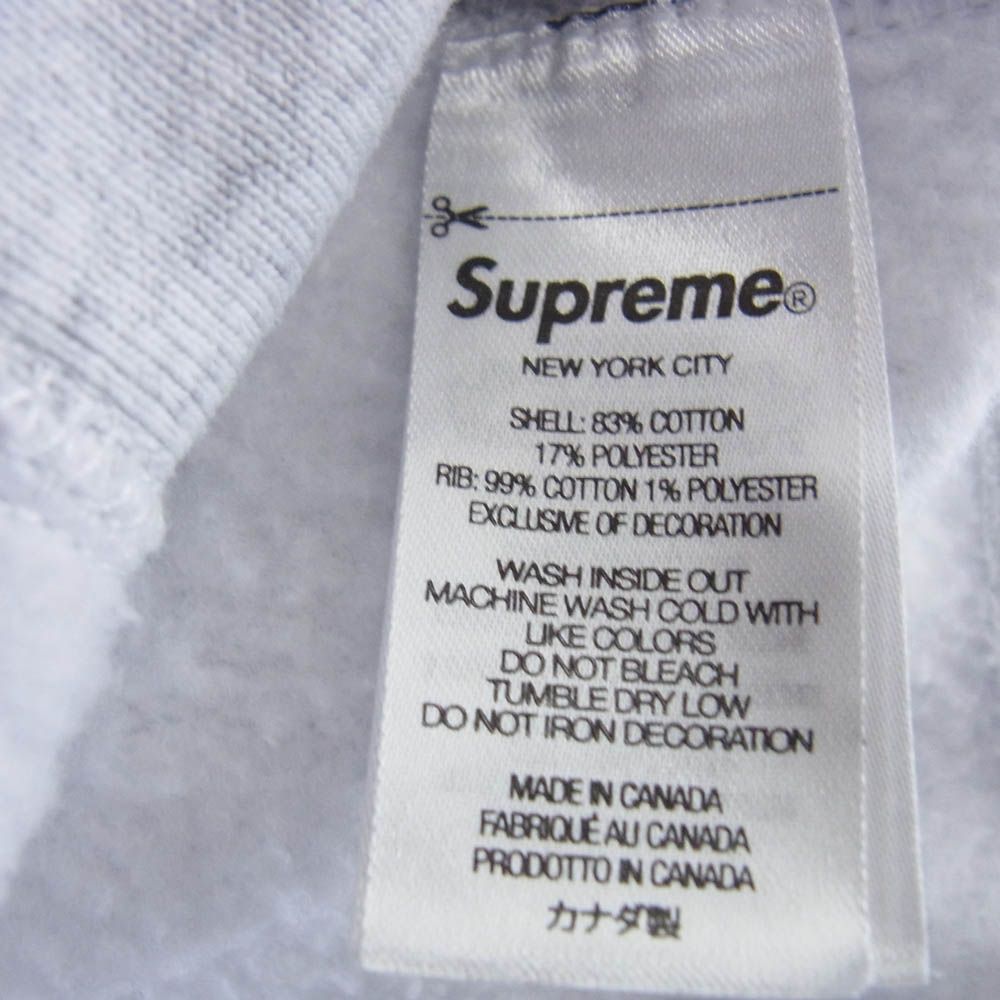 Supreme®
NEW YORK CITY
SHELL: 83% COTTON
17% POLYESTER
RIB: 99% COTTON 1% POLYESTER
EXCLUSIVE OF DECORATION
WASH INSIDE OUT
MACHINE WASH COLD WITH
LIKE COLORS
DO NOT BLEACH
TUMBLE DRY LOW
DO NOT IRON DECORATION
MADE IN CANADA
FABRIQUÉ AU CANADA
PRODOTTO IN CANADA
カナダ製